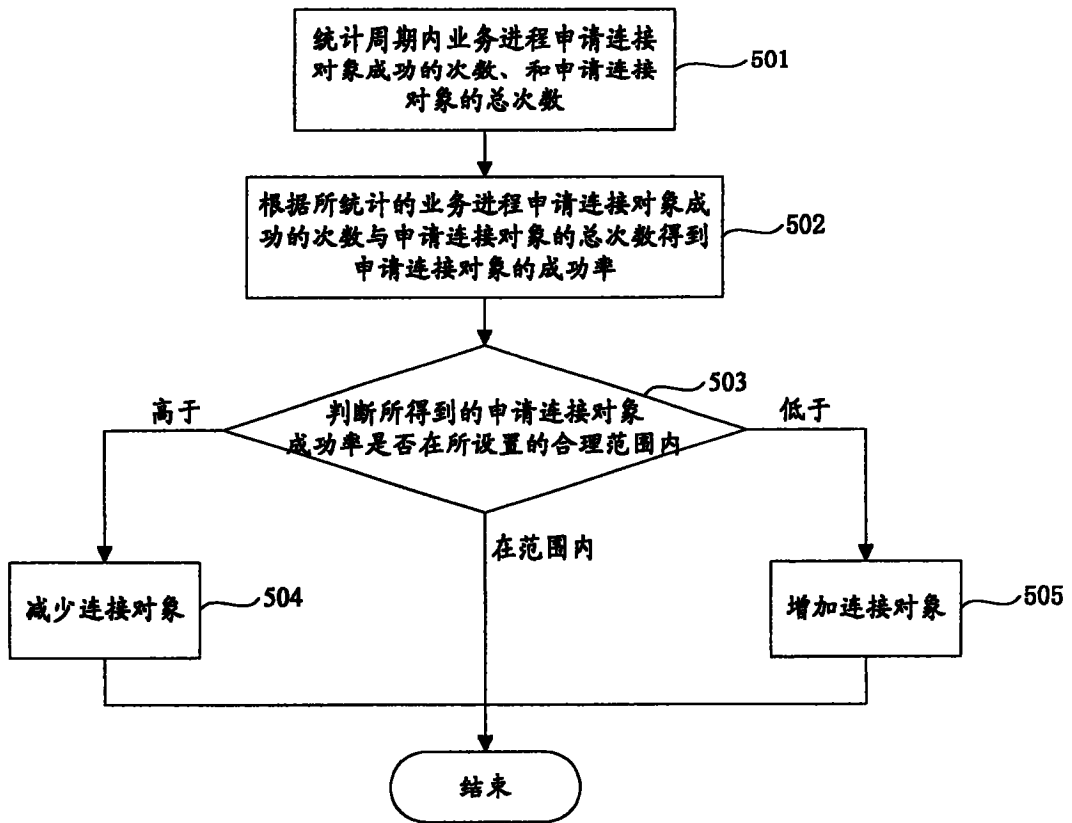 统计周期内业务进程申请连接
对象成功的次数、和申请连接
对象的总次数
501
根据所统计的业务进程申请连接对象成
功的次数与申请连接对象的总次数得到
申请连接对象的成功率
502
503
高于
判断所得到的申请连接对象
成功率是否在所设置的合理范围内
低于
在范围内
减少连接对象
504
增加连接对象
505
结束